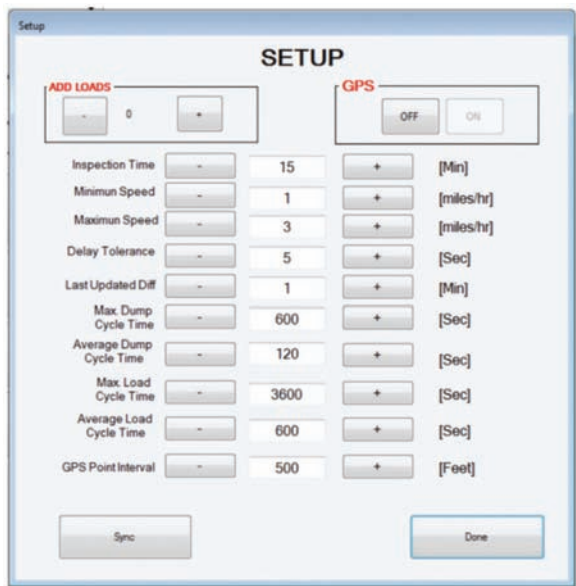 Setup
SETUP
ADD LOADS
- 0 +
GPS
OFF ON
Inspection Time - 15 + [Min]
Minimun Speed - 1 + [miles/hr]
Maximun Speed - 3 + [miles/hr]
Delay Tolerance - 5 + [Sec]
Last Updated Diff - 1 + [Min]
Max. Dump
Cycle Time - 600 + [Sec]
Average Dump
Cycle Time - 120 + [Sec]
Max. Load
Cycle Time - 3600 + [Sec]
Average Load
Cycle Time - 600 + [Sec]
GPS Point Interval - 500 + [Feet]
Sync Done